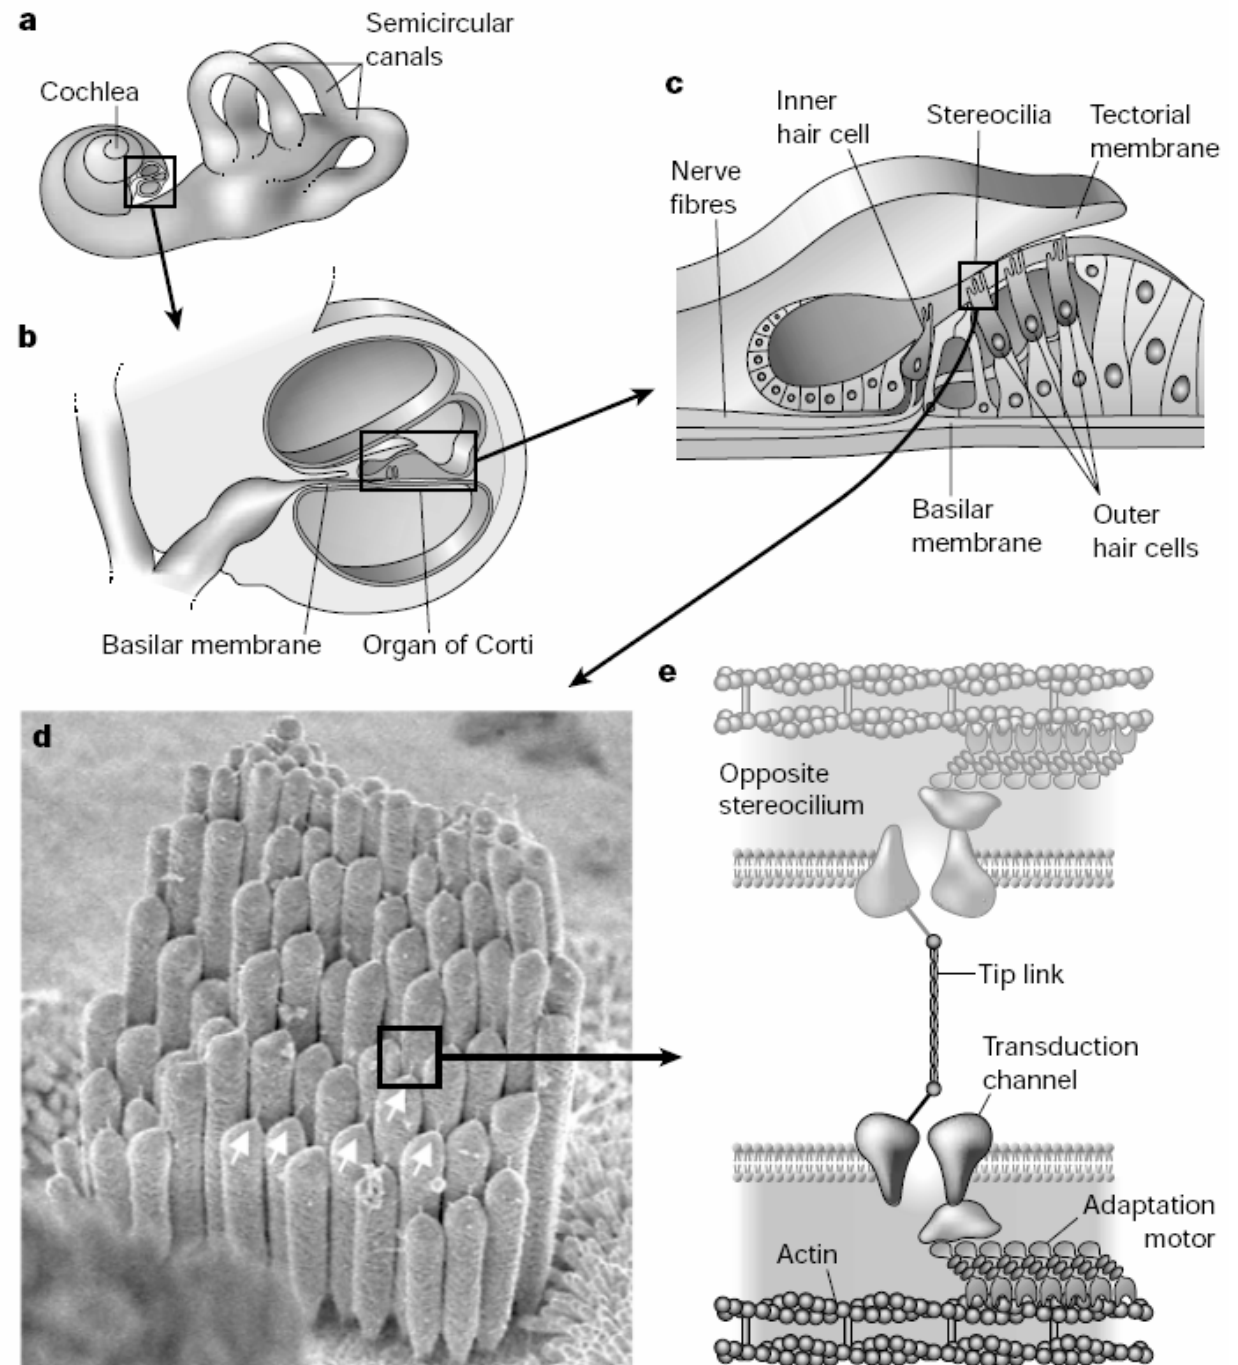 a
Semicircular
canals
Cochlea
b
Basilar membrane
Organ of Corti
c
Inner
hair cell
Stereocilia
Tectorial
membrane
Nerve
fibres
Basilar
membrane
Outer
hair cells
d
e
Opposite
stereocilium
Tip link
Transduction
channel
Adaptation
motor
Actin